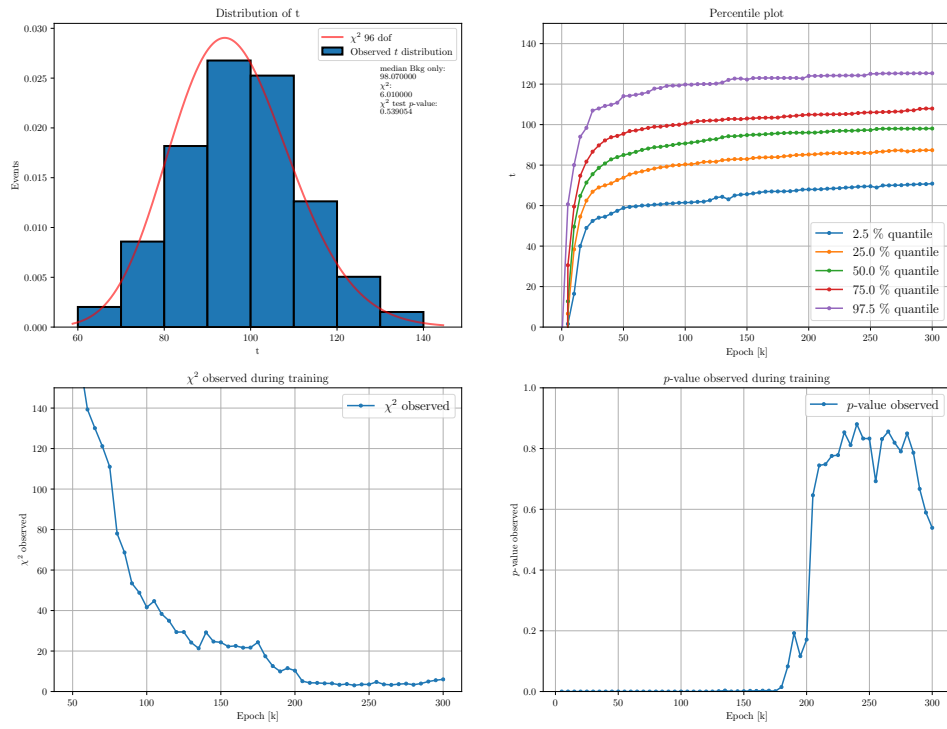 Distribution of t
χ² 96 dof
Observed t distribution
median Bkg only:
98.070000
χ²:
6.010000
χ² test p-value:
0.539054
Events
0.030
0.025
0.020
0.015
0.010
0.005
0.000
60 80 100 120 140
t
Percentile plot
t
140
120
100
80
60
40
20
0
2.5 % quantile
25.0 % quantile
50.0 % quantile
75.0 % quantile
97.5 % quantile
0 50 100 150 200 250 300
Epoch [k]
χ² observed during training
χ² observed
χ² observed
140
120
100
80
60
40
20
0
50 100 150 200 250 300
Epoch [k]
p-value observed during training
p-value observed
p-value observed
1.0
0.8
0.6
0.4
0.2
0.0
0 50 100 150 200 250 300
Epoch [k]